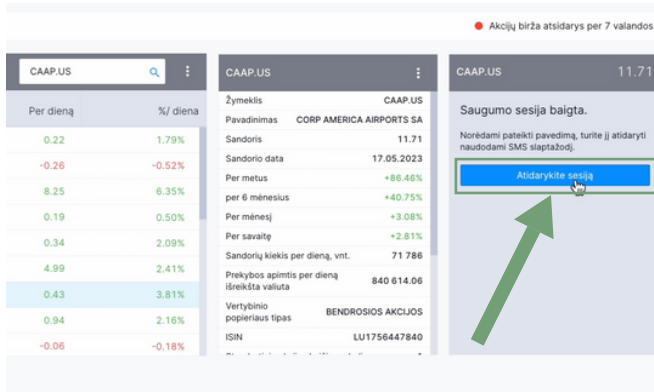 Akcijų birža atsidarys per 7 valandos
CAAP.US
Per dieną %/ diena
0.22 1.79%
-0.26 -0.52%
8.25 6.35%
0.19 0.50%
0.34 2.09%
4.99 2.41%
0.43 3.81%
0.94 2.16%
-0.06 -0.18%
CAAP.US
Žymeklis CAAP.US
Pavadinimas CORP AMERICA AIRPORTS SA
Sandoris 11.71
Sandorio data 17.05.2023
Per metus +86.46%
per 6 mėnesius +40.75%
Per mėnesį +3.08%
Per savaitę +2.81%
Sandorių kiekis per dieną, vnt. 71 786
Prekybos apimtis per dieną
išreikšta valiuta 840 614.06
Vertybinio
popieriaus tipas BENDROSIOS AKCIJOS
ISIN LU1756447840
CAAP.US 11.71
Saugumo sesija baigta.
Norėdami pateikti pavedimą, turite jį atidaryti
naudodami SMS slaptažodį.
Atidarykite sesiją